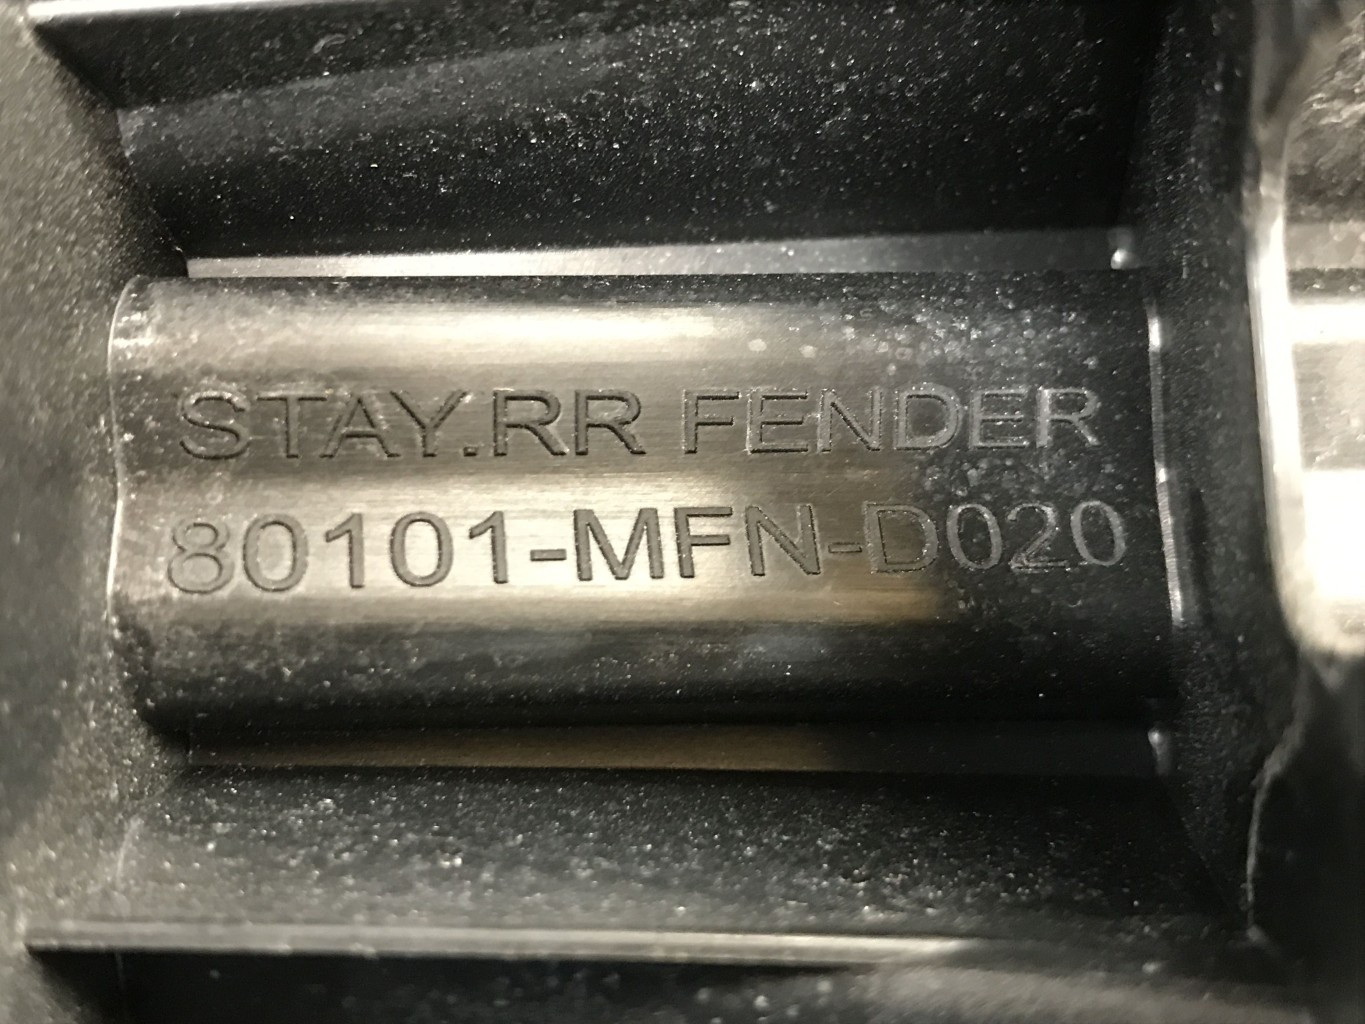 STAY.RR FENDER
80101-MFN-D020